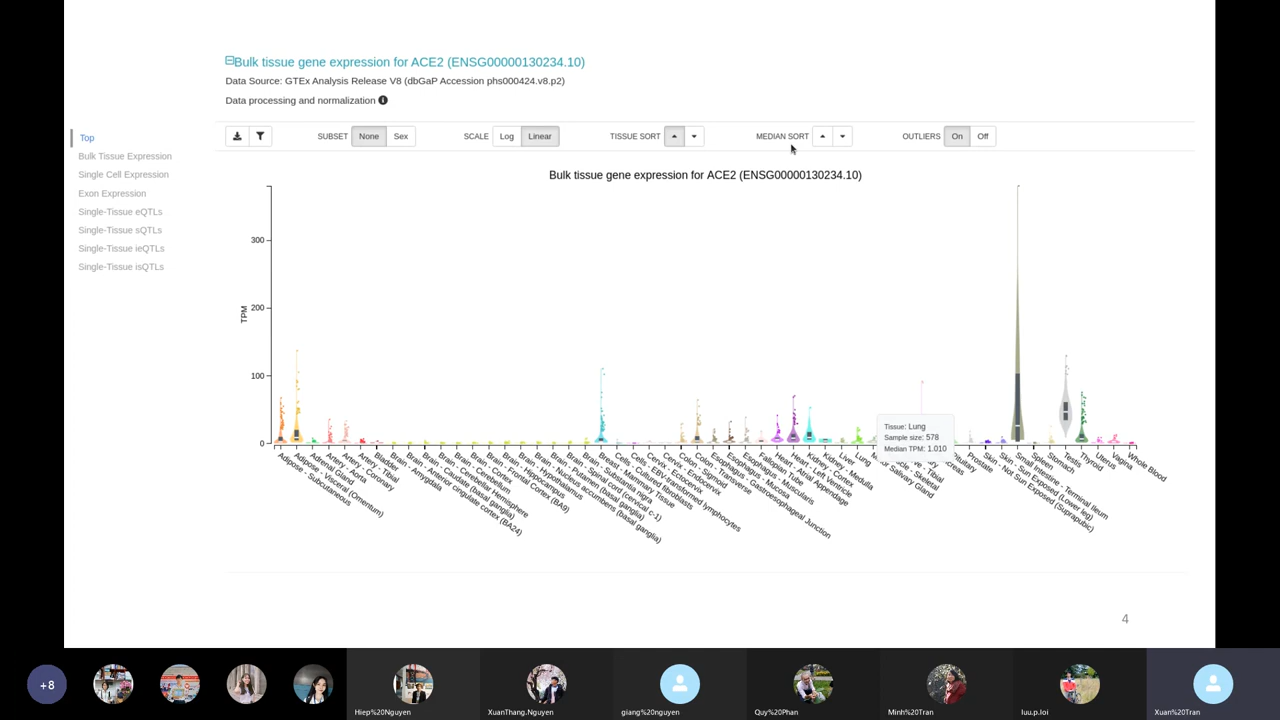 Bulk tissue gene expression for ACE2 (ENSG00000130234.10)
Data Source: GTEx Analysis Release V8 (dbGaP Accession phs000424.v8.p2)
Data processing and normalization
SUBSET None Sex SCALE Log Linear TISSUE SORT MEDIAN SORT OUTLIERS On Off
Top
Bulk Tissue Expression
Single Cell Expression
Exon Expression
Single-Tissue eQTLs
Single-Tissue sQTLs
Single-Tissue ieQTLs
Single-Tissue isQTLs
Bulk tissue gene expression for ACE2 (ENSG00000130234.10)
TPM
300
200
100
0
Tissue: Lung
Sample size: 578
Median TPM: 1.010
Adipose - Subcutaneous
Adipose - Visceral (Omentum)
Adrenal Gland
Artery - Aorta
Artery - Coronary
Artery - Tibial
Bladder
Brain - Amygdala
Brain - Anterior cingulate cortex (BA24)
Brain - Caudate (basal ganglia)
Brain - Cerebellar Hemisphere
Brain - Cerebellum
Brain - Cortex
Brain - Frontal Cortex (BA9)
Brain - Hippocampus
Brain - Hypothalamus
Brain - Nucleus accumbens (basal ganglia)
Brain - Putamen (basal ganglia)
Brain - Spinal cord (cervical c-1)
Brain - Substantia nigra
Breast - Mammary Tissue
Cells - Cultured fibroblasts
Cells - EBV-transformed lymphocytes
Cervix - Ectocervix
Cervix - Endocervix
Colon - Sigmoid
Colon - Transverse
Esophagus - Gastroesophageal Junction
Esophagus - Mucosa
Esophagus - Muscularis
Fallopian Tube
Heart - Atrial Appendage
Heart - Left Ventricle
Kidney - Cortex
Kidney - Medulla
Liver
Lung
Salivary Gland
Skeletal
Tibial
Prostate
Skin - Not Sun Exposed (Suprapubic)
Skin - Sun Exposed (Lower leg)
Small Intestine - Terminal Ileum
Spleen
Stomach
Testis
Thyroid
Uterus
Vagina
Whole Blood
4
+8
Hiep%20Nguyen
XuanThang.Nguyen
giang%20nguyen
Quy%20Phan
Minh%20Tran
luu.p.loi
Xuan%20Tran